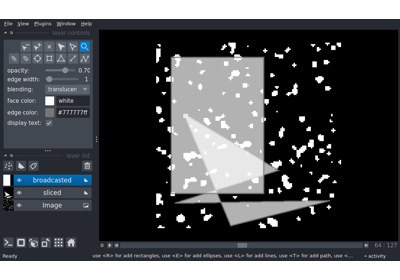 File View Plugins Window Help
layer controls
opacity: 0.70
edge width: 1
blending: translucen
face color: white
edge color: #777777ff
display text:
layer list
broadcasted
sliced
Image
64 127
Ready use <R> for add rectangles, use <E> for add ellipses, use <L> for add lines, use <T> for add path, use <... activity